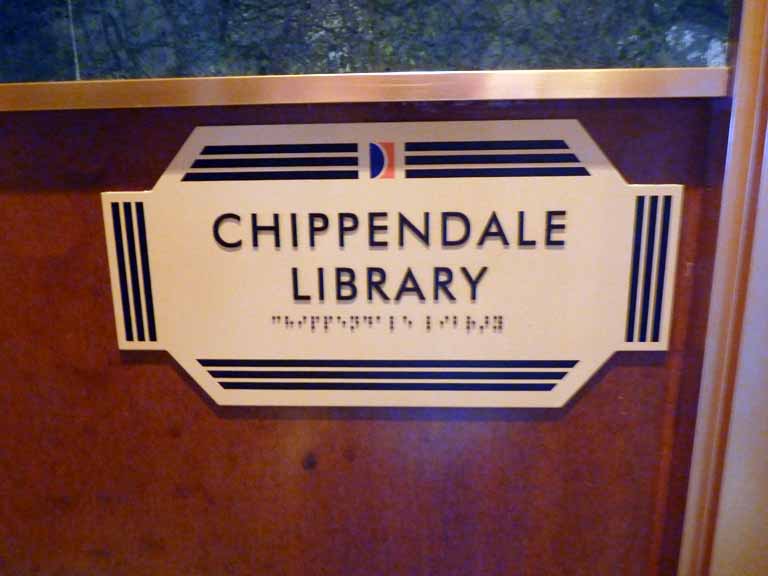 CHIPPENDALE
LIBRARY
⠉⠓⠊⠏⠏⠑⠝⠙⠁⠇⠑ ⠇⠊⠃⠗⠁⠗⠽